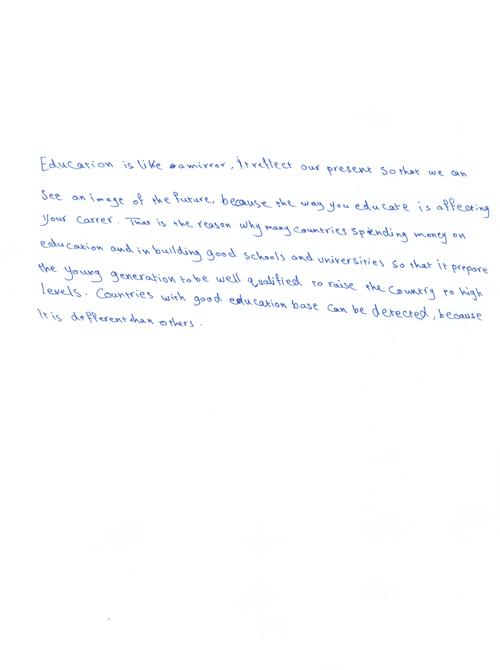 Education is like a mirror, It reflect our present so that we can
see an image of the future, because the way you educate is affecting
your carrer. That is the reason why many countries spending money on
education and in building good schools and universities so that it prepare
the young generation to be well qualified to raise the country to high
levels. Countries with good education base can be detected, because
It is defferent than others.